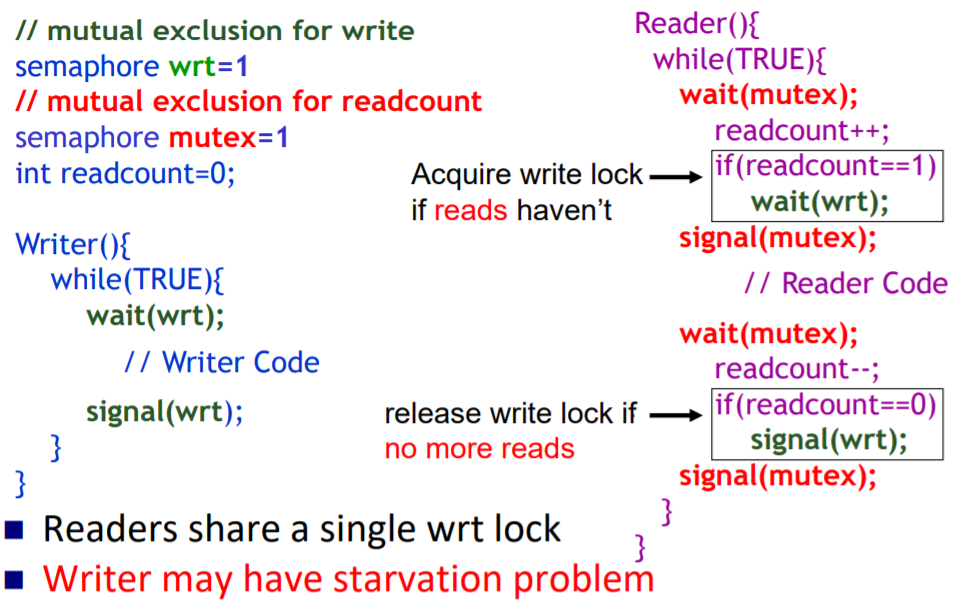 // mutual exclusion for write
semaphore wrt=1
// mutual exclusion for readcount
semaphore mutex=1
int readcount=0;
Writer(){
while(TRUE){
wait(wrt);
// Writer Code
signal(wrt);
}
}
Reader(){
while(TRUE){
wait(mutex);
readcount++;
Acquire write lock
if reads haven't
if(readcount==1)
wait(wrt);
signal(mutex);
// Reader Code
wait(mutex);
readcount--;
release write lock if
no more reads
if(readcount==0)
signal(wrt);
signal(mutex);
}
}
■ Readers share a single wrt lock
■ Writer may have starvation problem